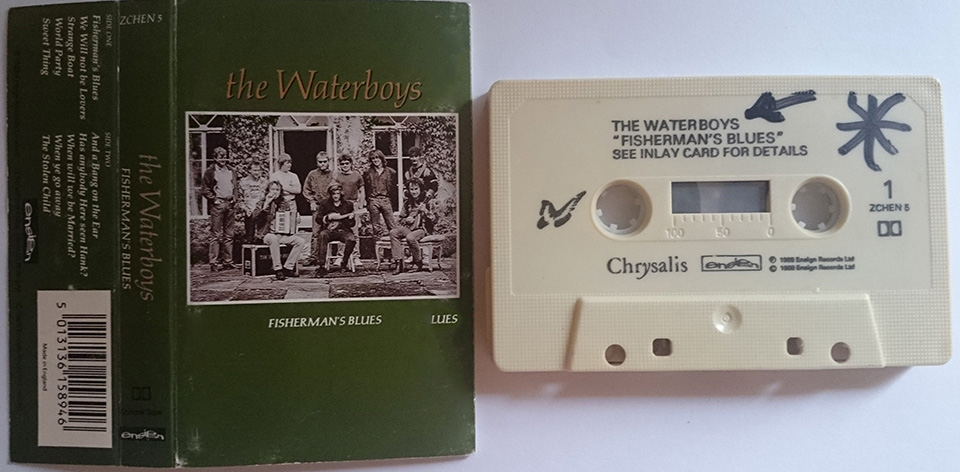 SIDE ONE
Fisherman's Blues
We Will not be Lovers
Strange Boat
World Party
Sweet Thing
SIDE TWO
And a Bang on the Ear
Has anybody Here seen Hank?
When will we be Married?
When ye go away
The Stolen Child
ensign
5 013136 158946
Made in England
ZCHEN 5
the Waterboys
FISHERMAN'S BLUES
ensign
the Waterboys
FISHERMAN'S BLUES
LUES
THE WATERBOYS
"FISHERMAN'S BLUES"
SEE INLAY CARD FOR DETAILS
1
ZCHEN 5
100 50 0
Chrysalis
ensign
Ⓟ 1988 Ensign Records Ltd
© 1988 Ensign Records Ltd